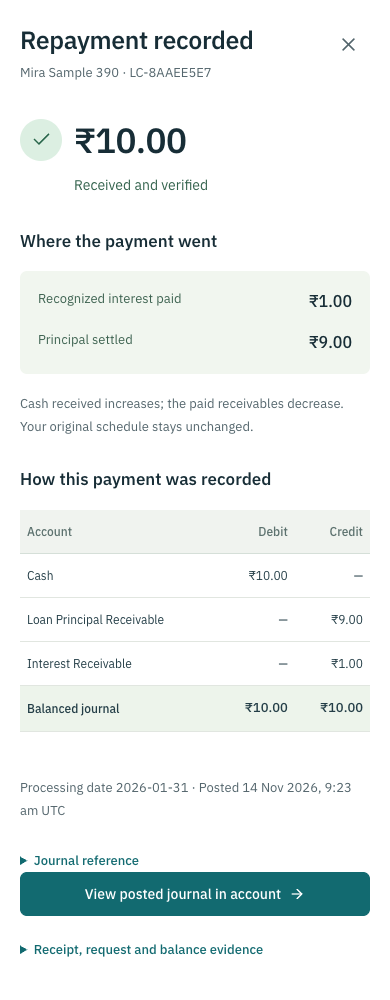 Repayment recorded
Mira Sample 390 · LC-8AAEE5E7
₹10.00
Received and verified
Where the payment went
Recognized interest paid ₹1.00
Principal settled ₹9.00
Cash received increases; the paid receivables decrease.
Your original schedule stays unchanged.
How this payment was recorded
Account Debit Credit
Cash ₹10.00 —
Loan Principal Receivable — ₹9.00
Interest Receivable — ₹1.00
Balanced journal ₹10.00 ₹10.00
Processing date 2026-01-31 · Posted 14 Nov 2026, 9:23
am UTC
Journal reference
View posted journal in account →
Receipt, request and balance evidence